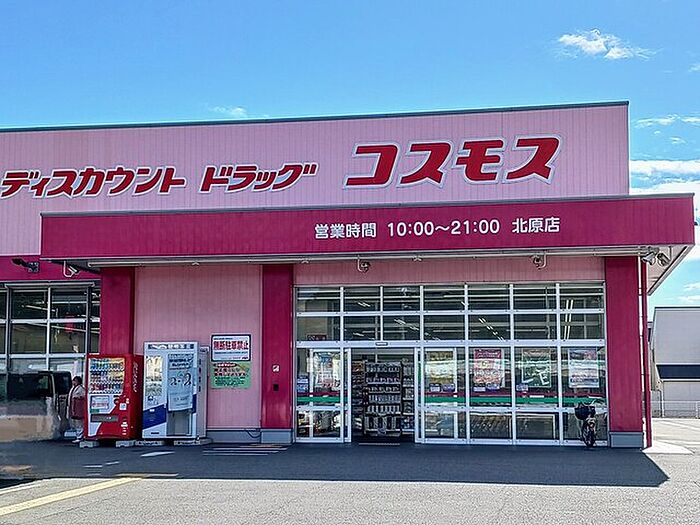 ディスカウント ドラッグ コスモス
営業時間 10:00～21:00 北原店
無断駐車禁止